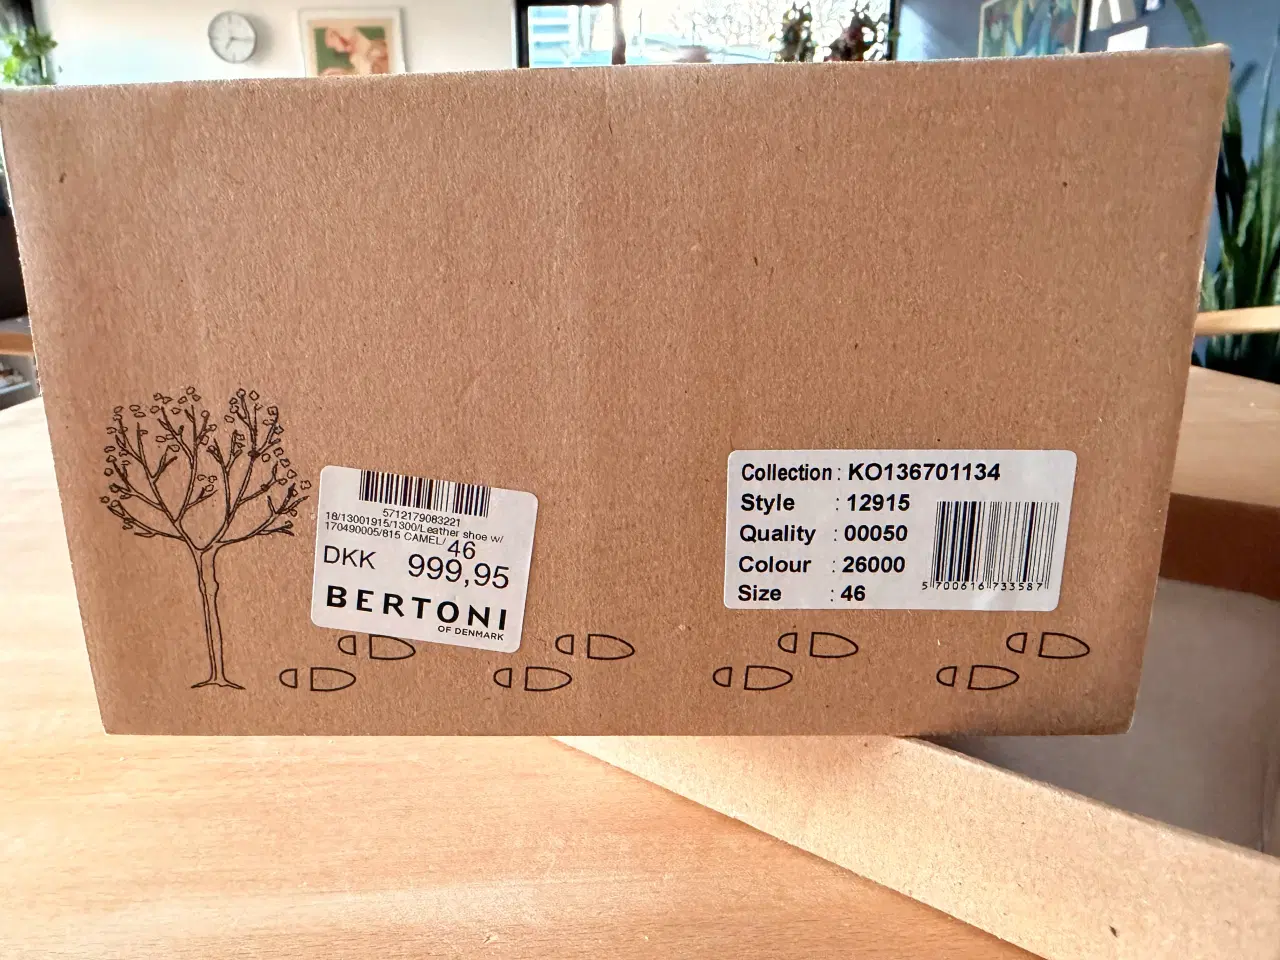 5712179083221
18/13001915/1300/Leather shoe w/
170490005/815 CAMEL/ 46
DKK 999,95
BERTONI
OF DENMARK
Collection : KO136701134
Style : 12915
Quality : 00050
Colour : 26000
Size : 46
5 700616 733587